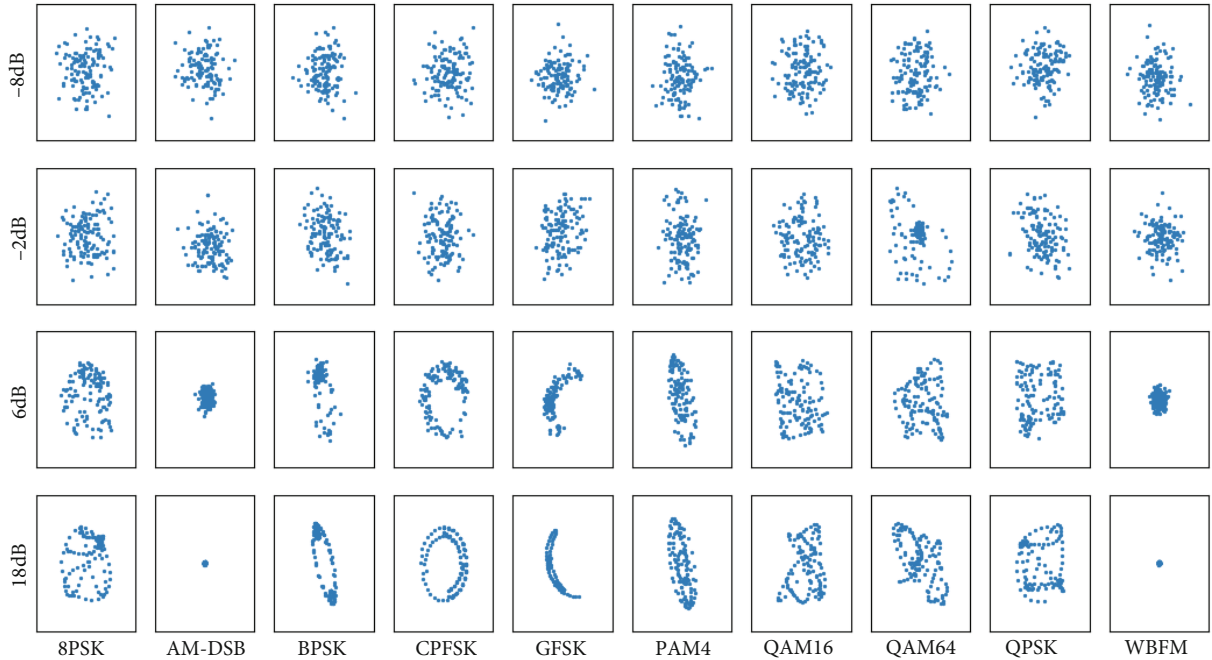 −8dB
−2dB
6dB
18dB
8PSK AM-DSB BPSK CPFSK GFSK PAM4 QAM16 QAM64 QPSK WBFM